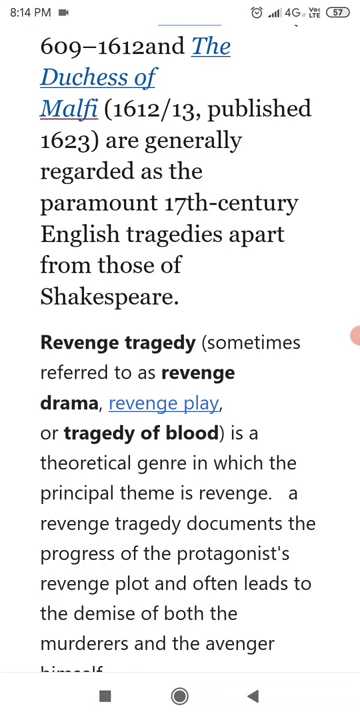 8:14 PM 4G Vo) LTE 57
609–1612and The
Duchess of
Malfi (1612/13, published
1623) are generally
regarded as the
paramount 17th-century
English tragedies apart
from those of
Shakespeare.
Revenge tragedy (sometimes
referred to as revenge
drama, revenge play,
or tragedy of blood) is a
theoretical genre in which the
principal theme is revenge. a
revenge tragedy documents the
progress of the protagonist's
revenge plot and often leads to
the demise of both the
murderers and the avenger
himself